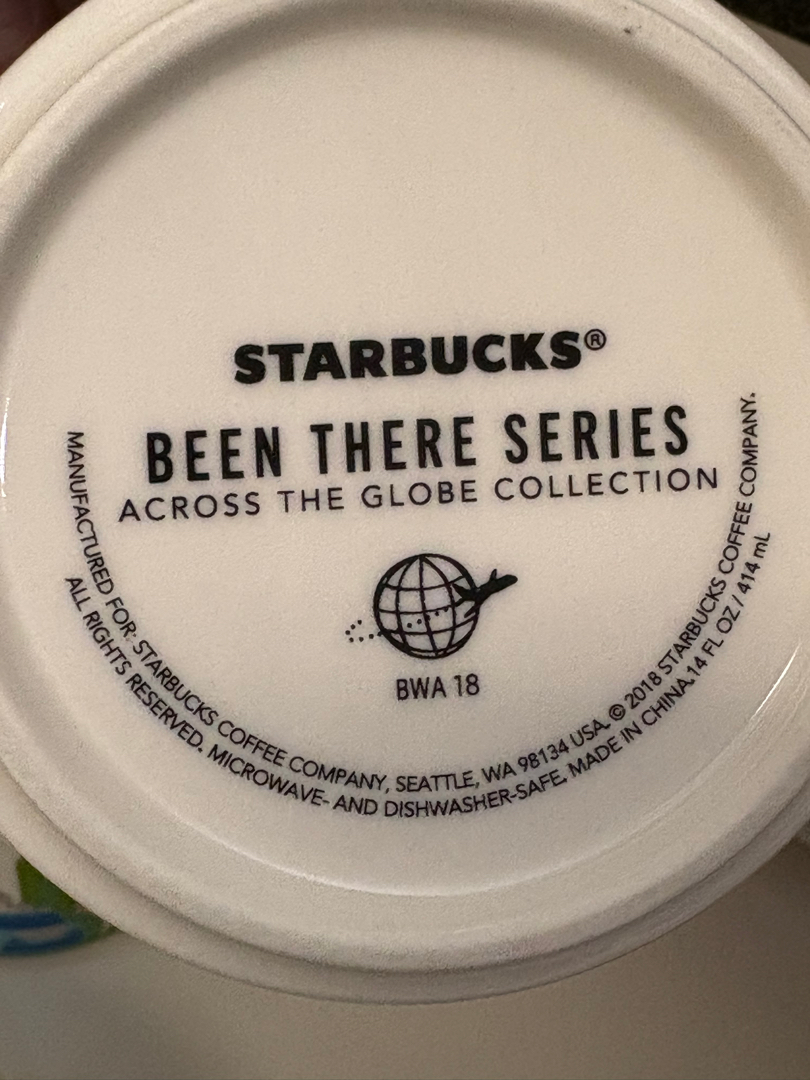 STARBUCKS®
BEEN THERE SERIES
ACROSS THE GLOBE COLLECTION
BWA 18
MANUFACTURED FOR: STARBUCKS COFFEE COMPANY, SEATTLE, WA 98134 USA. © 2018 STARBUCKS COFFEE COMPANY.
ALL RIGHTS RESERVED. MICROWAVE- AND DISHWASHER-SAFE. MADE IN CHINA.14 FL OZ / 414 mL